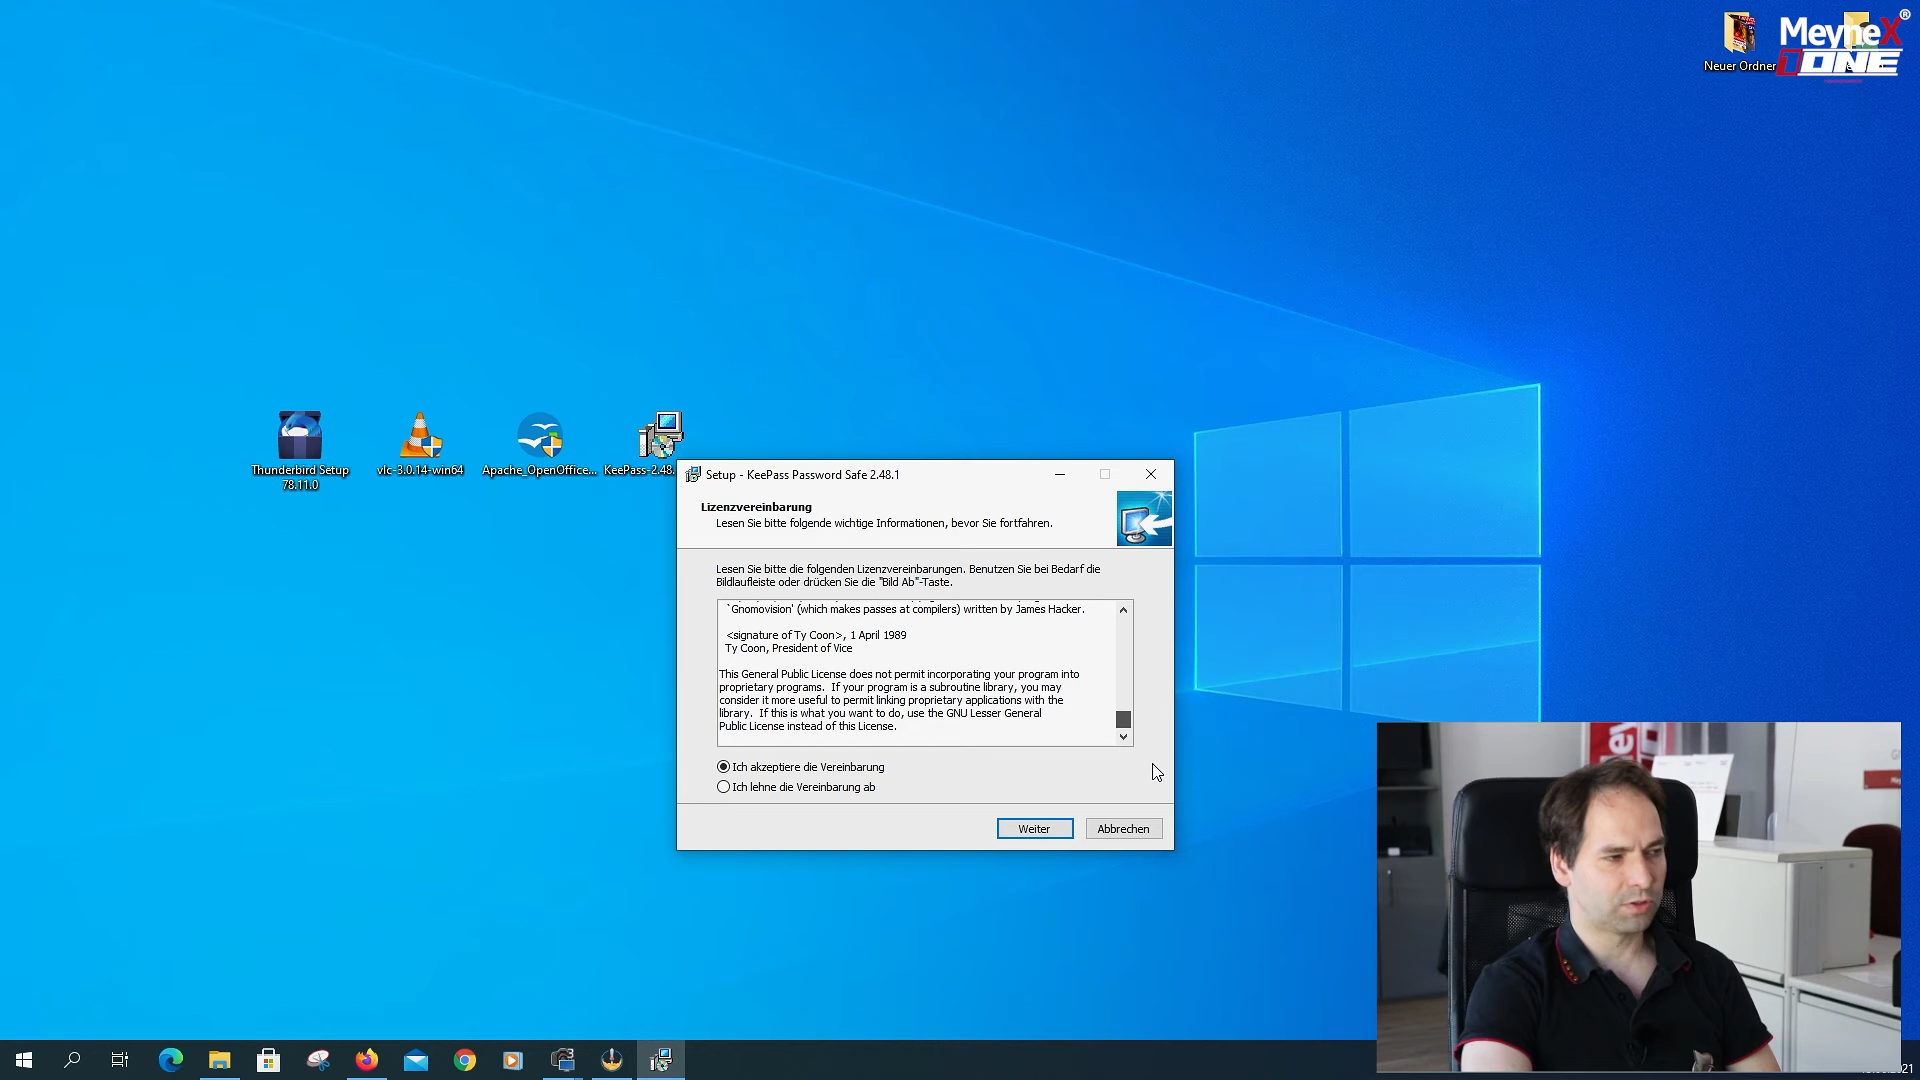 MeyneX®
ONE
Neuer Ordner
Thunderbird Setup
78.11.0
vlc-3.0.14-win64
Apache_OpenOffice...
KeePass-2.48.
Setup - KeePass Password Safe 2.48.1
Lizenzvereinbarung
Lesen Sie bitte folgende wichtige Informationen, bevor Sie fortfahren.
Lesen Sie bitte die folgenden Lizenzvereinbarungen. Benutzen Sie bei Bedarf die
Bildlaufleiste oder drücken Sie die "Bild Ab"-Taste.
`Gnomovision' (which makes passes at compilers) written by James Hacker.
<signature of Ty Coon>, 1 April 1989
Ty Coon, President of Vice
This General Public License does not permit incorporating your program into
proprietary programs.  If your program is a subroutine library, you may
consider it more useful to permit linking proprietary applications with the
library.  If this is what you want to do, use the GNU Lesser General
Public License instead of this License.
Ich akzeptiere die Vereinbarung
Ich lehne die Vereinbarung ab
Weiter
Abbrechen